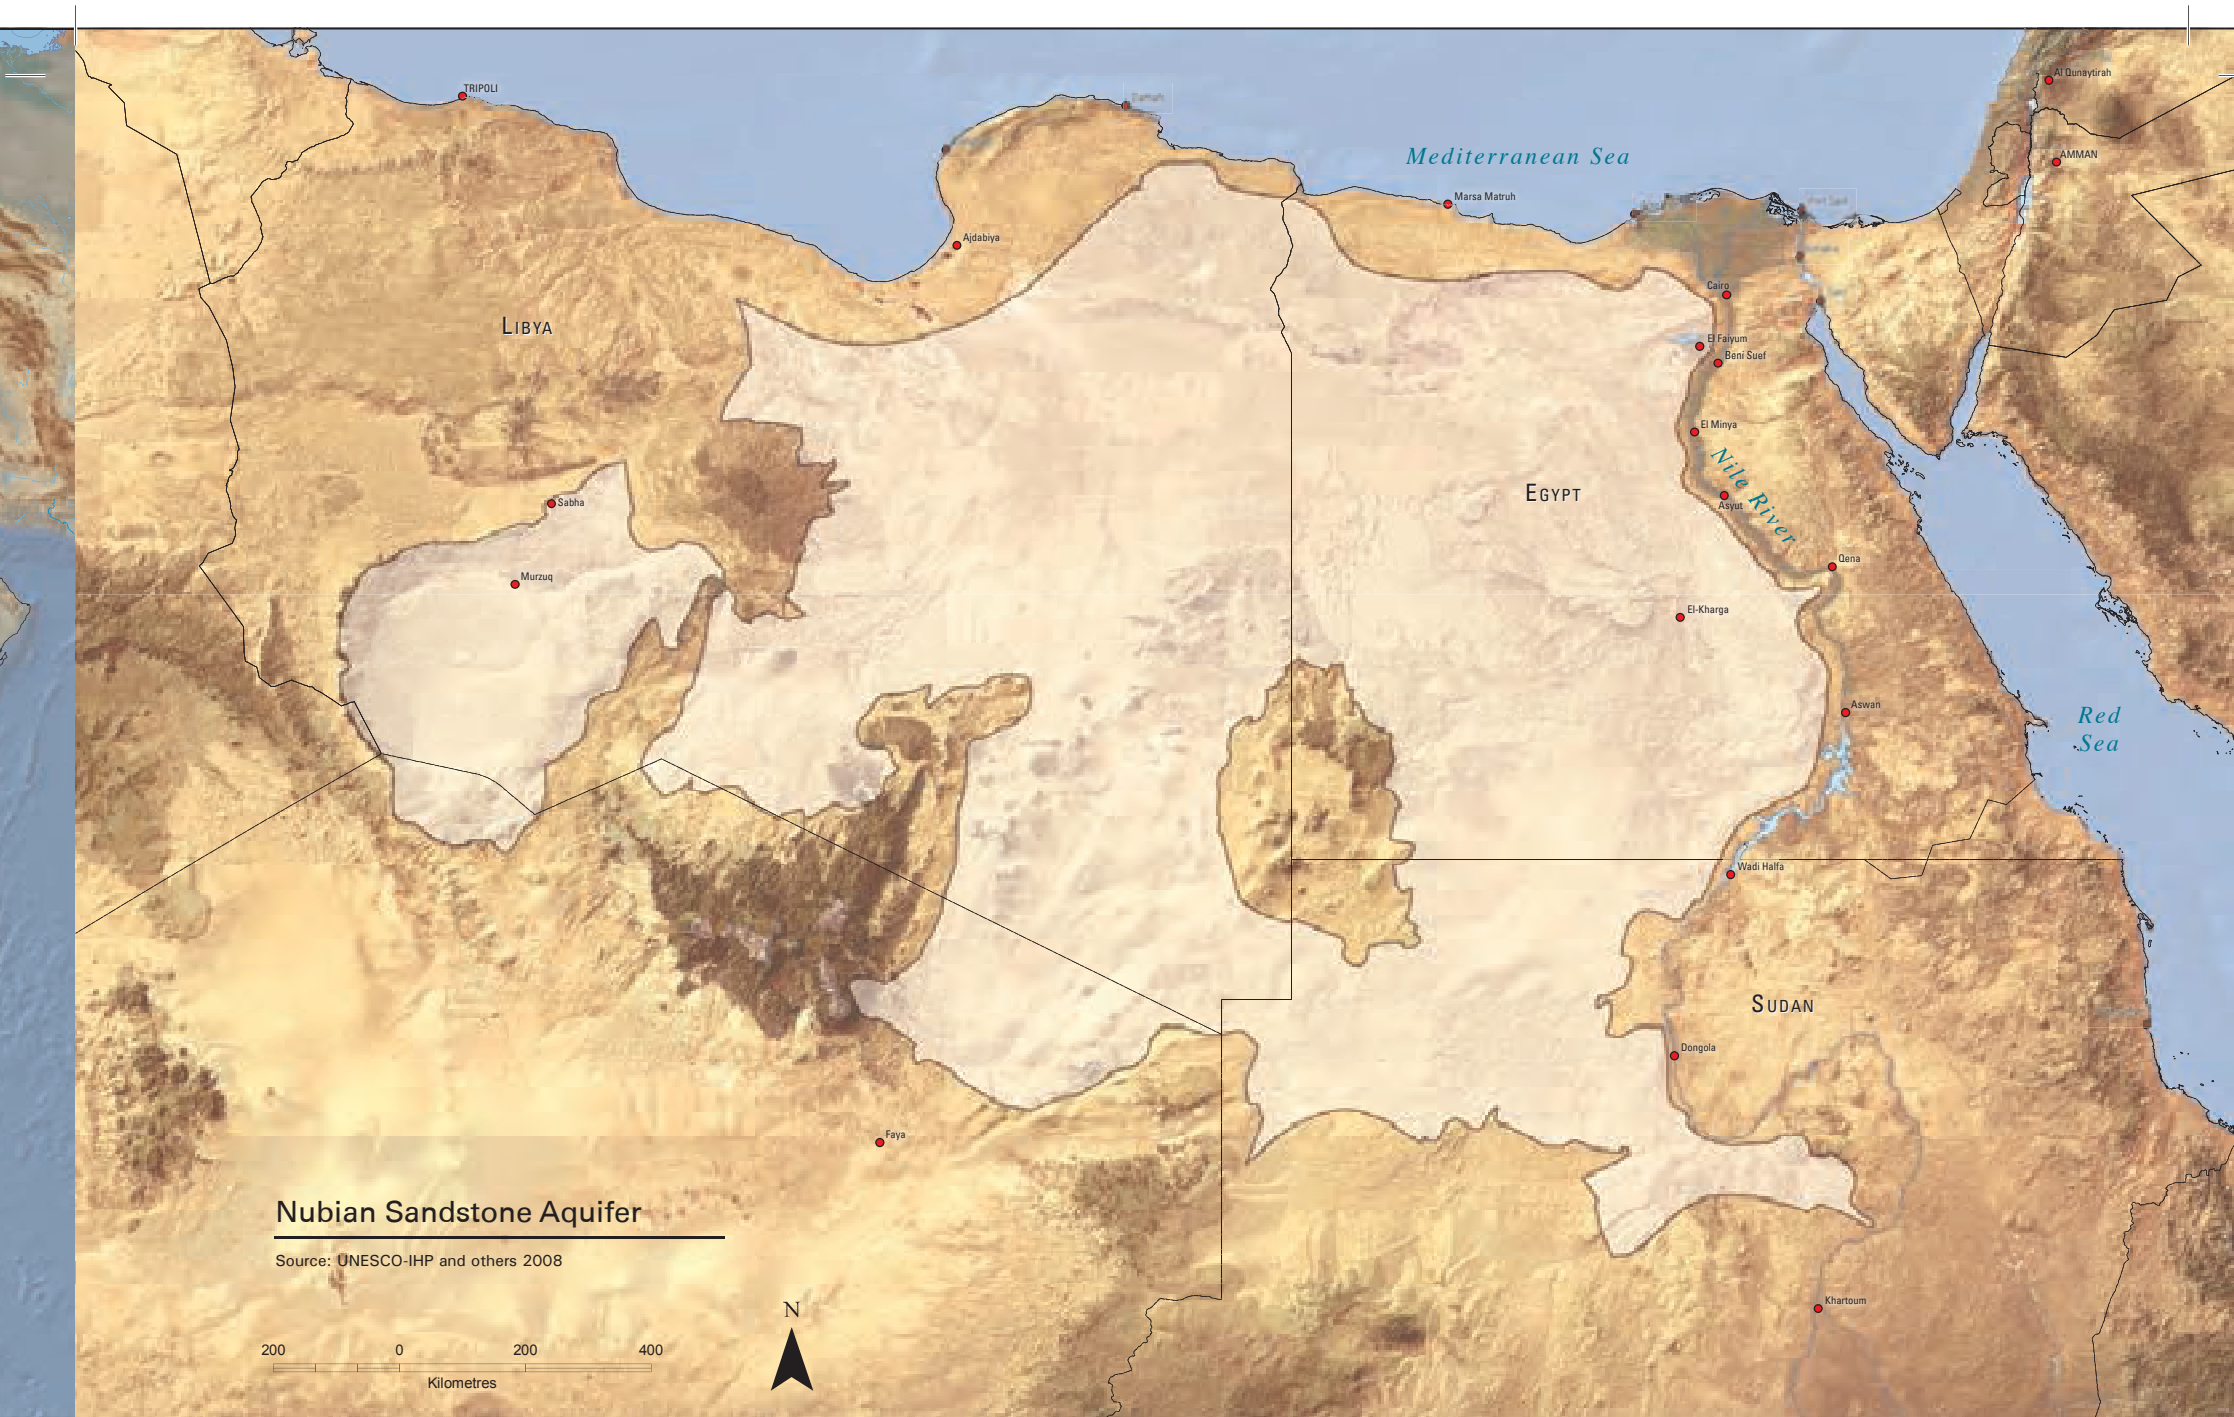 TRIPOLI
Al Qunaytirah
AMMAN
Mediterranean Sea
Marsa Matruh
Ajdabiya
Cairo
LIBYA
El Faiyum
Beni Suef
El Minya
Nile River
EGYPT
Asyut
Sabha
Qena
Murzuq
El-Kharga
Aswan
Red
Sea
Wadi Halfa
SUDAN
Dongola
Faya
Nubian Sandstone Aquifer
Source: UNESCO-IHP and others 2008
Khartoum
N
200 0 200 400
Kilometres